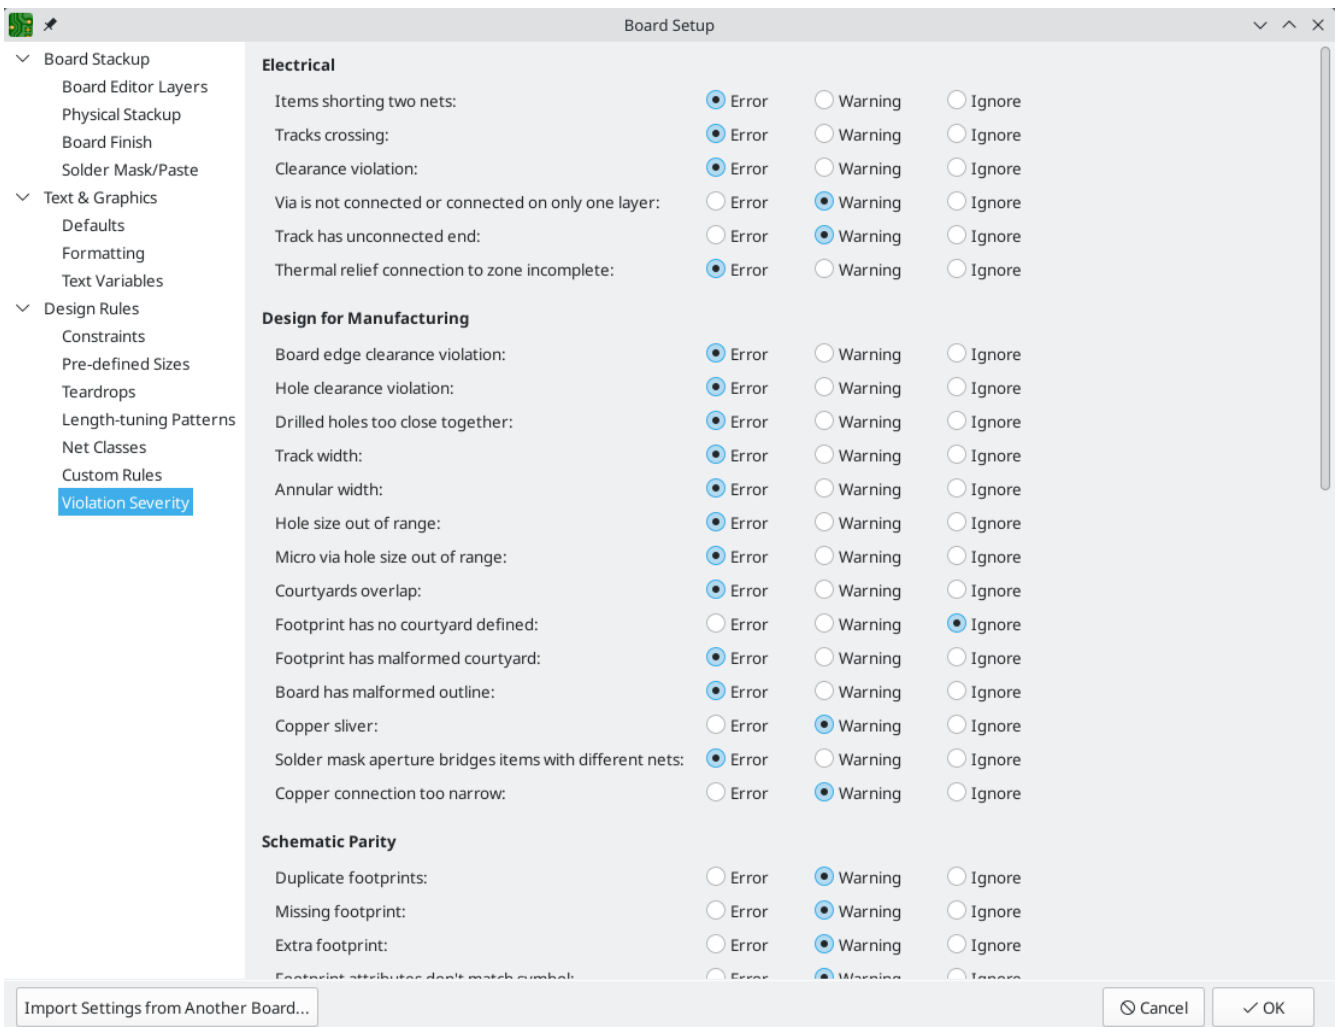 Board Setup
Board Stackup
Board Editor Layers
Physical Stackup
Board Finish
Solder Mask/Paste
Text & Graphics
Defaults
Formatting
Text Variables
Design Rules
Constraints
Pre-defined Sizes
Teardrops
Length-tuning Patterns
Net Classes
Custom Rules
Violation Severity
Electrical
Items shorting two nets: Error Warning Ignore
Tracks crossing: Error Warning Ignore
Clearance violation: Error Warning Ignore
Via is not connected or connected on only one layer: Error Warning Ignore
Track has unconnected end: Error Warning Ignore
Thermal relief connection to zone incomplete: Error Warning Ignore
Design for Manufacturing
Board edge clearance violation: Error Warning Ignore
Hole clearance violation: Error Warning Ignore
Drilled holes too close together: Error Warning Ignore
Track width: Error Warning Ignore
Annular width: Error Warning Ignore
Hole size out of range: Error Warning Ignore
Micro via hole size out of range: Error Warning Ignore
Courtyards overlap: Error Warning Ignore
Footprint has no courtyard defined: Error Warning Ignore
Footprint has malformed courtyard: Error Warning Ignore
Board has malformed outline: Error Warning Ignore
Copper sliver: Error Warning Ignore
Solder mask aperture bridges items with different nets: Error Warning Ignore
Copper connection too narrow: Error Warning Ignore
Schematic Parity
Duplicate footprints: Error Warning Ignore
Missing footprint: Error Warning Ignore
Extra footprint: Error Warning Ignore
Footprint attributes don't match symbol: Error Warning Ignore
Import Settings from Another Board... Cancel OK